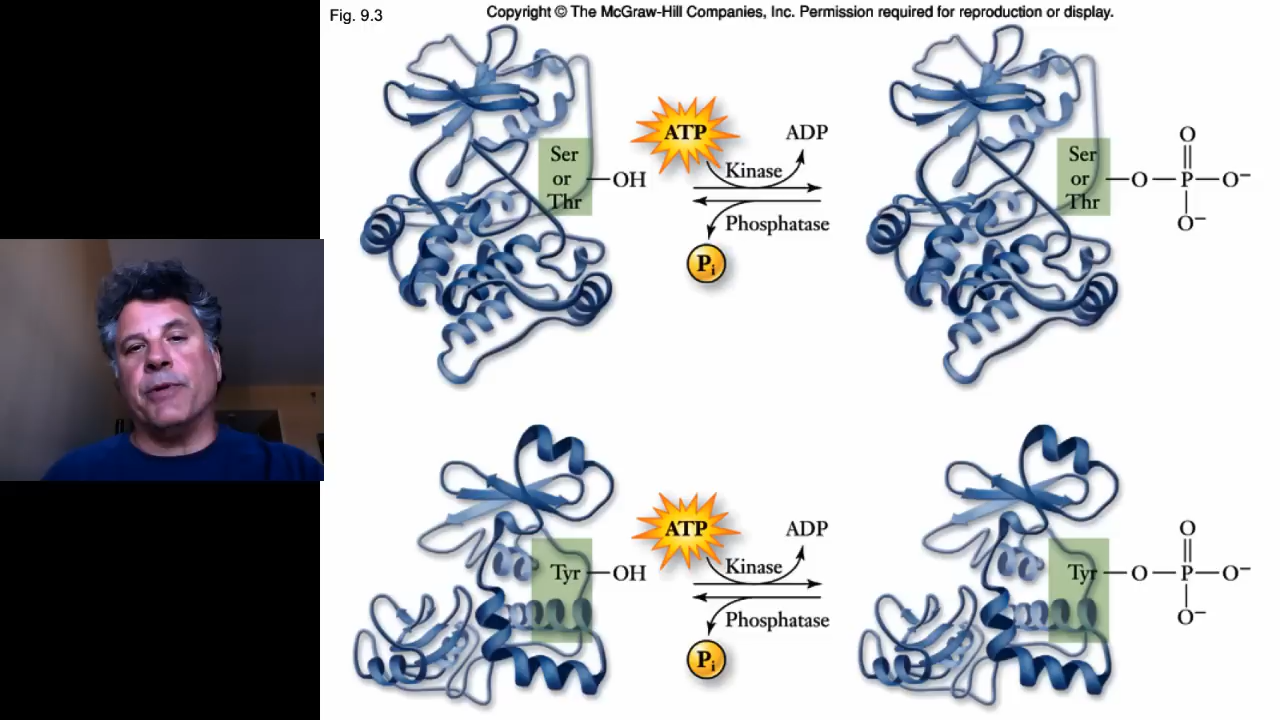 Fig. 9.3
Copyright © The McGraw-Hill Companies, Inc. Permission required for reproduction or display.
Ser
or
Thr
OH
ATP
ADP
Kinase
Phosphatase
Pi
Ser
or
Thr
O
O P O−
O−
Tyr OH
ATP
ADP
Kinase
Phosphatase
Pi
O
Tyr O P O−
O−